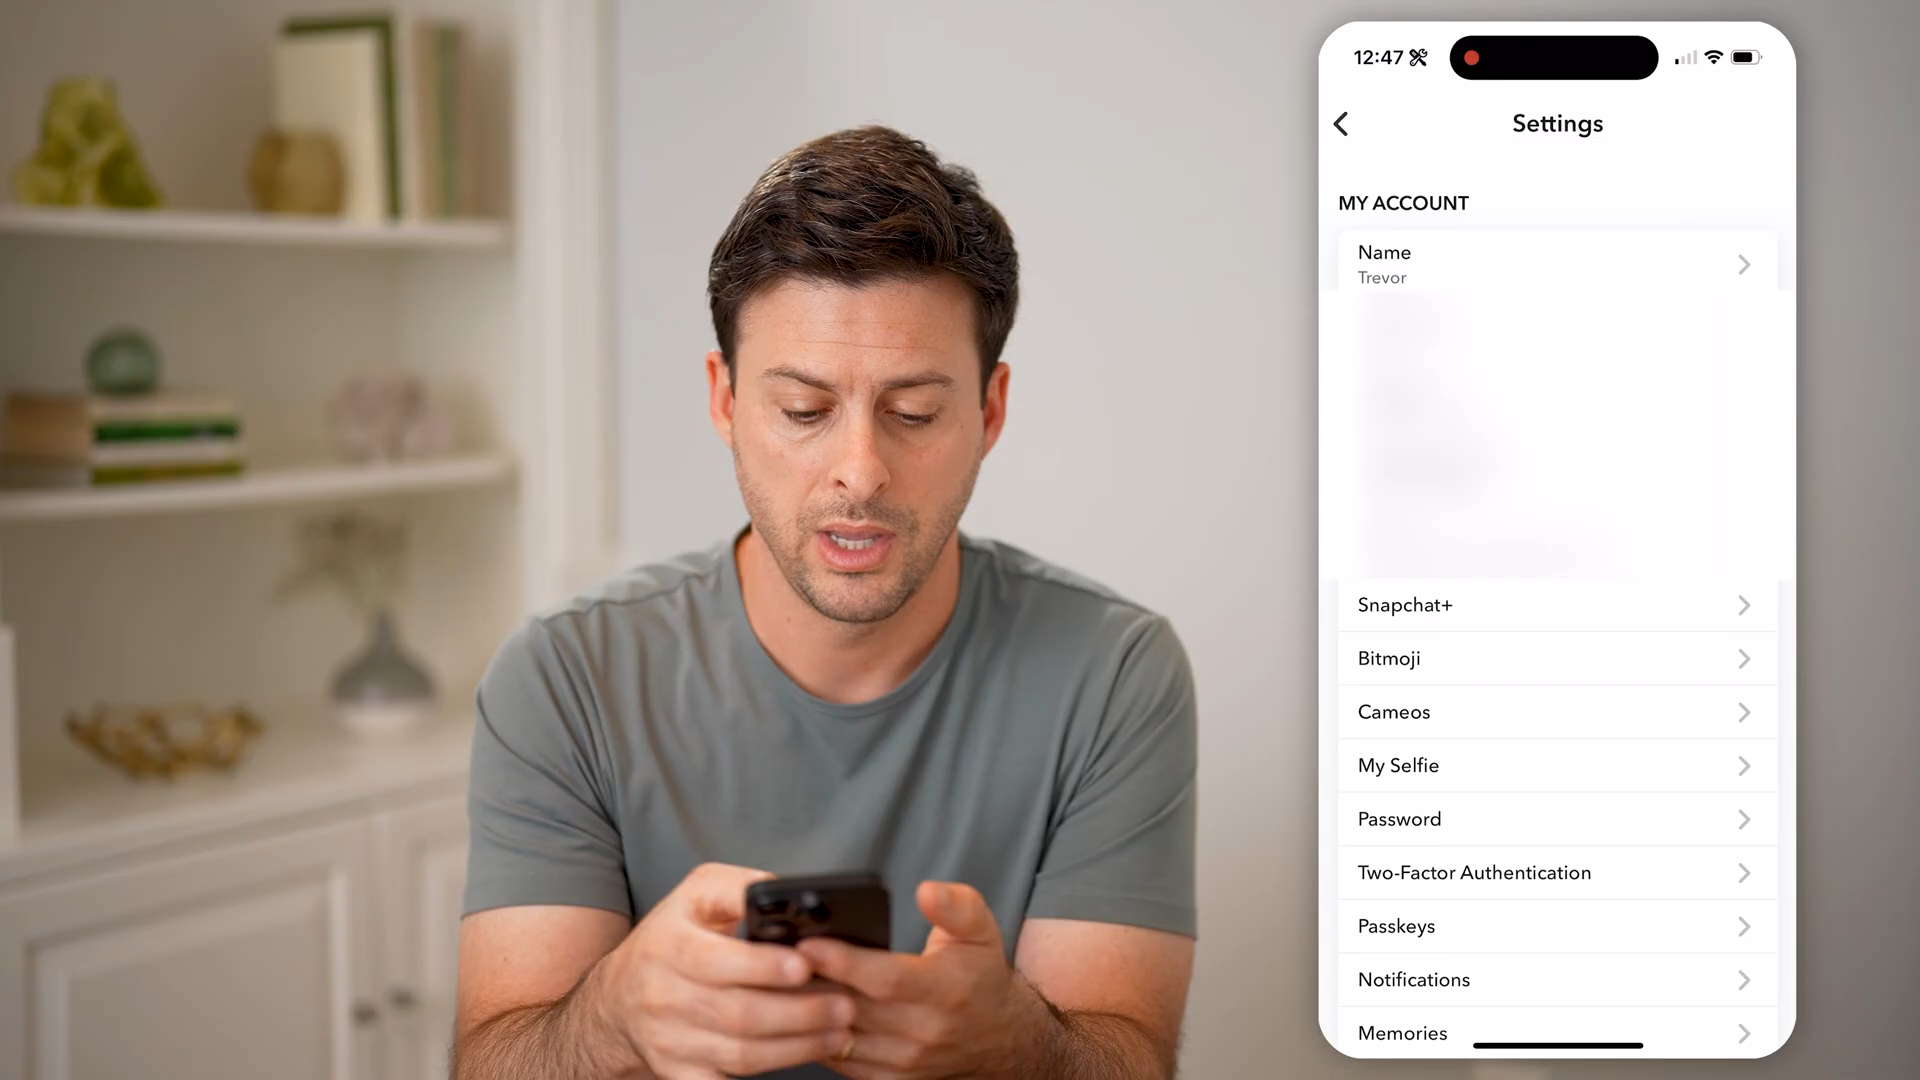 12:47
Settings
MY ACCOUNT
Name
Trevor
Snapchat+
Bitmoji
Cameos
My Selfie
Password
Two-Factor Authentication
Passkeys
Notifications
Memories